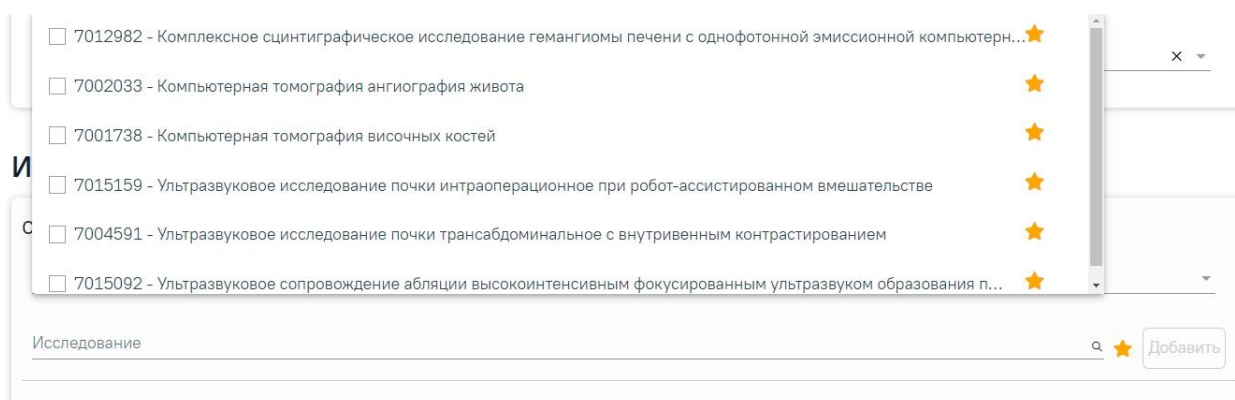 7012982 - Комплексное сцинтиграфическое исследование гемангиомы печени с однофотонной эмиссионной компьютерн...
7002033 - Компьютерная томография ангиография живота
7001738 - Компьютерная томография височных костей
7015159 - Ультразвуковое исследование почки интраоперационное при робот-ассистированном вмешательстве
7004591 - Ультразвуковое исследование почки трансабдоминальное с внутривенным контрастированием
7015092 - Ультразвуковое сопровождение абляции высокоинтенсивным фокусированным ультразвуком образования п...
Исследование
Добавить